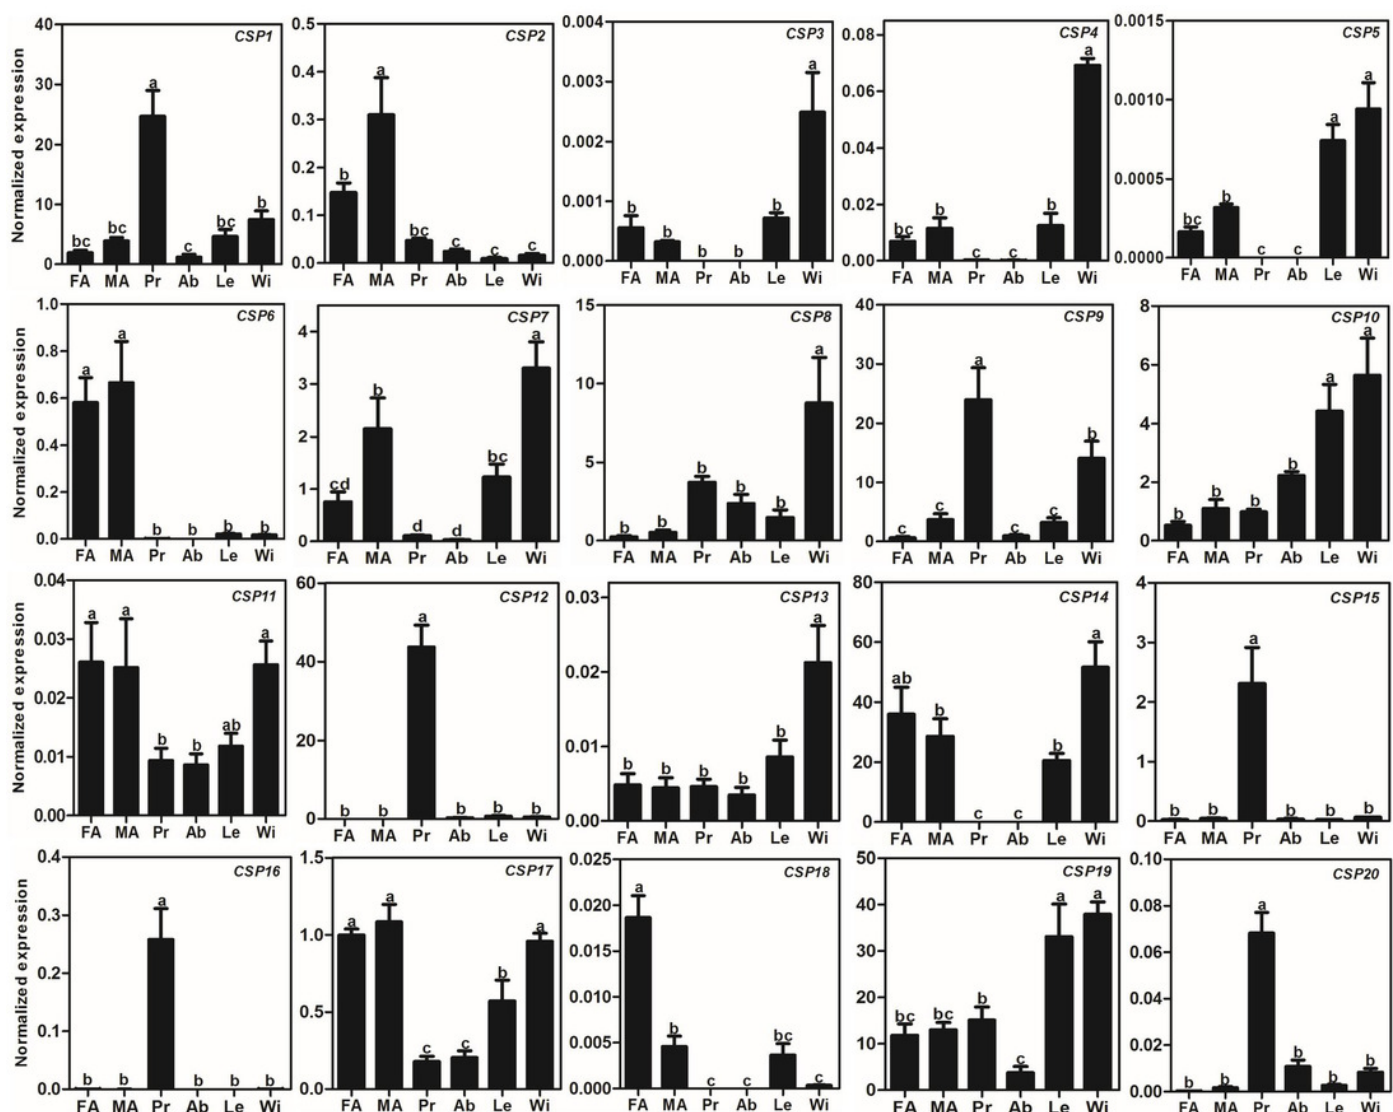 Normalized expression
CSP1
40
30
20
10
0
bc bc a bc bc b
FA MA Pr Ab Le Wi
CSP2
0.5
0.4
0.3
0.2
0.1
0.0
b a bc c c c
FA MA Pr Ab Le Wi
CSP3
0.004
0.003
0.002
0.001
0.000
b b b b b a
FA MA Pr Ab Le Wi
CSP4
0.08
0.06
0.04
0.02
0.00
bc b c c b a
FA MA Pr Ab Le Wi
CSP5
0.0015
0.0010
0.0005
0.0000
bc b c c a a
FA MA Pr Ab Le Wi
Normalized expression
CSP6
1.0
0.8
0.6
0.4
0.2
0.0
a a b b b b
FA MA Pr Ab Le Wi
CSP7
4
3
2
1
0
cd b d d bc a
FA MA Pr Ab Le Wi
CSP8
15
10
5
0
b b b b b a
FA MA Pr Ab Le Wi
CSP9
40
30
20
10
0
c c a c c b
FA MA Pr Ab Le Wi
CSP10
8
6
4
2
0
b b b b a a
FA MA Pr Ab Le Wi
Normalized expression
CSP11
0.04
0.03
0.02
0.01
0.00
a a b b ab a
FA MA Pr Ab Le Wi
CSP12
60
40
20
0
b b a b b b
FA MA Pr Ab Le Wi
CSP13
0.03
0.02
0.01
0.00
b b b b b a
FA MA Pr Ab Le Wi
CSP14
80
60
40
20
0
ab b c c b a
FA MA Pr Ab Le Wi
CSP15
4
3
2
1
0
b b a b b b
FA MA Pr Ab Le Wi
Normalized expression
CSP16
0.4
0.3
0.2
0.1
0.0
b b a b b b
FA MA Pr Ab Le Wi
CSP17
1.5
1.0
0.5
0.0
a a c c b a
FA MA Pr Ab Le Wi
CSP18
0.025
0.020
0.015
0.010
0.005
0.000
a b c c bc c
FA MA Pr Ab Le Wi
CSP19
50
40
30
20
10
0
bc bc b c a a
FA MA Pr Ab Le Wi
CSP20
0.10
0.08
0.06
0.04
0.02
0.00
b b a b b b
FA MA Pr Ab Le Wi